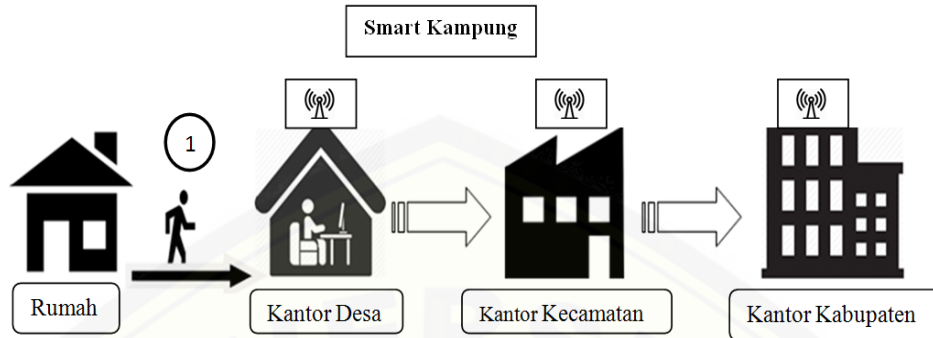 Smart Kampung
1
Rumah
Kantor Desa
Kantor Kecamatan
Kantor Kabupaten